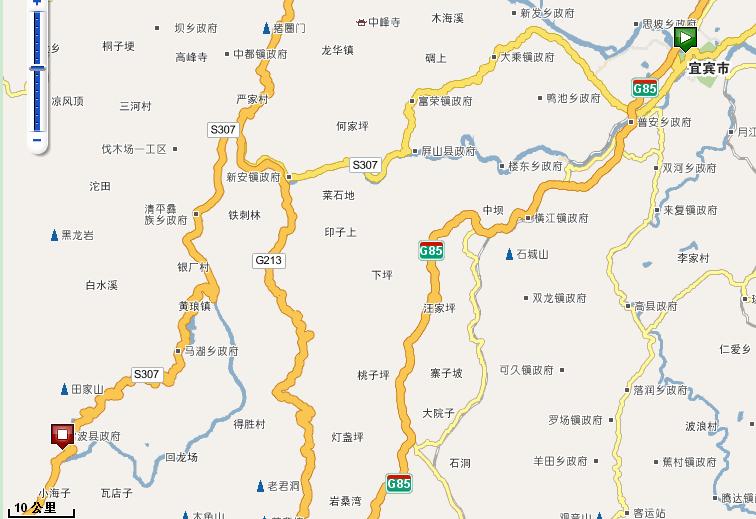 坝乡政府
猪圈门
中峰寺
木海溪
新发乡政府
思坡乡政府
桐子埂
高峰寺
中都镇政府
龙华镇
碉上
大乘镇政府
宜宾市
G85
凉风顶
三河村
严家村
富荣镇政府
鸭池乡政府
普安乡政府
S307
何家坪
月江
伐木场一工区
屏山县政府
S307
楼东乡政府
双河乡政府
新安镇政府
沱田
菜石地
清平彝
族乡政府
铁刺林
中坝
横江镇政府
来复镇政府
黑龙岩
印子上
G85
石城山
李家村
银厂村
G213
下坪
白水溪
黄琅镇
双龙镇政府
汪家坪
高县政府
马湖乡政府
仁爱乡
S307
桃子坪
寨子坡
可久镇政府
田家山
落润乡政府
大院子
得胜村
罗场镇政府
波浪村
波县政府
灯盏坪
回龙场
石洞
羊田乡政府
蕉村镇政府
G85
小海子
瓦店子
老君洞
岩桑湾
腾达镇
10 公里
木鱼山
观音山
客运站